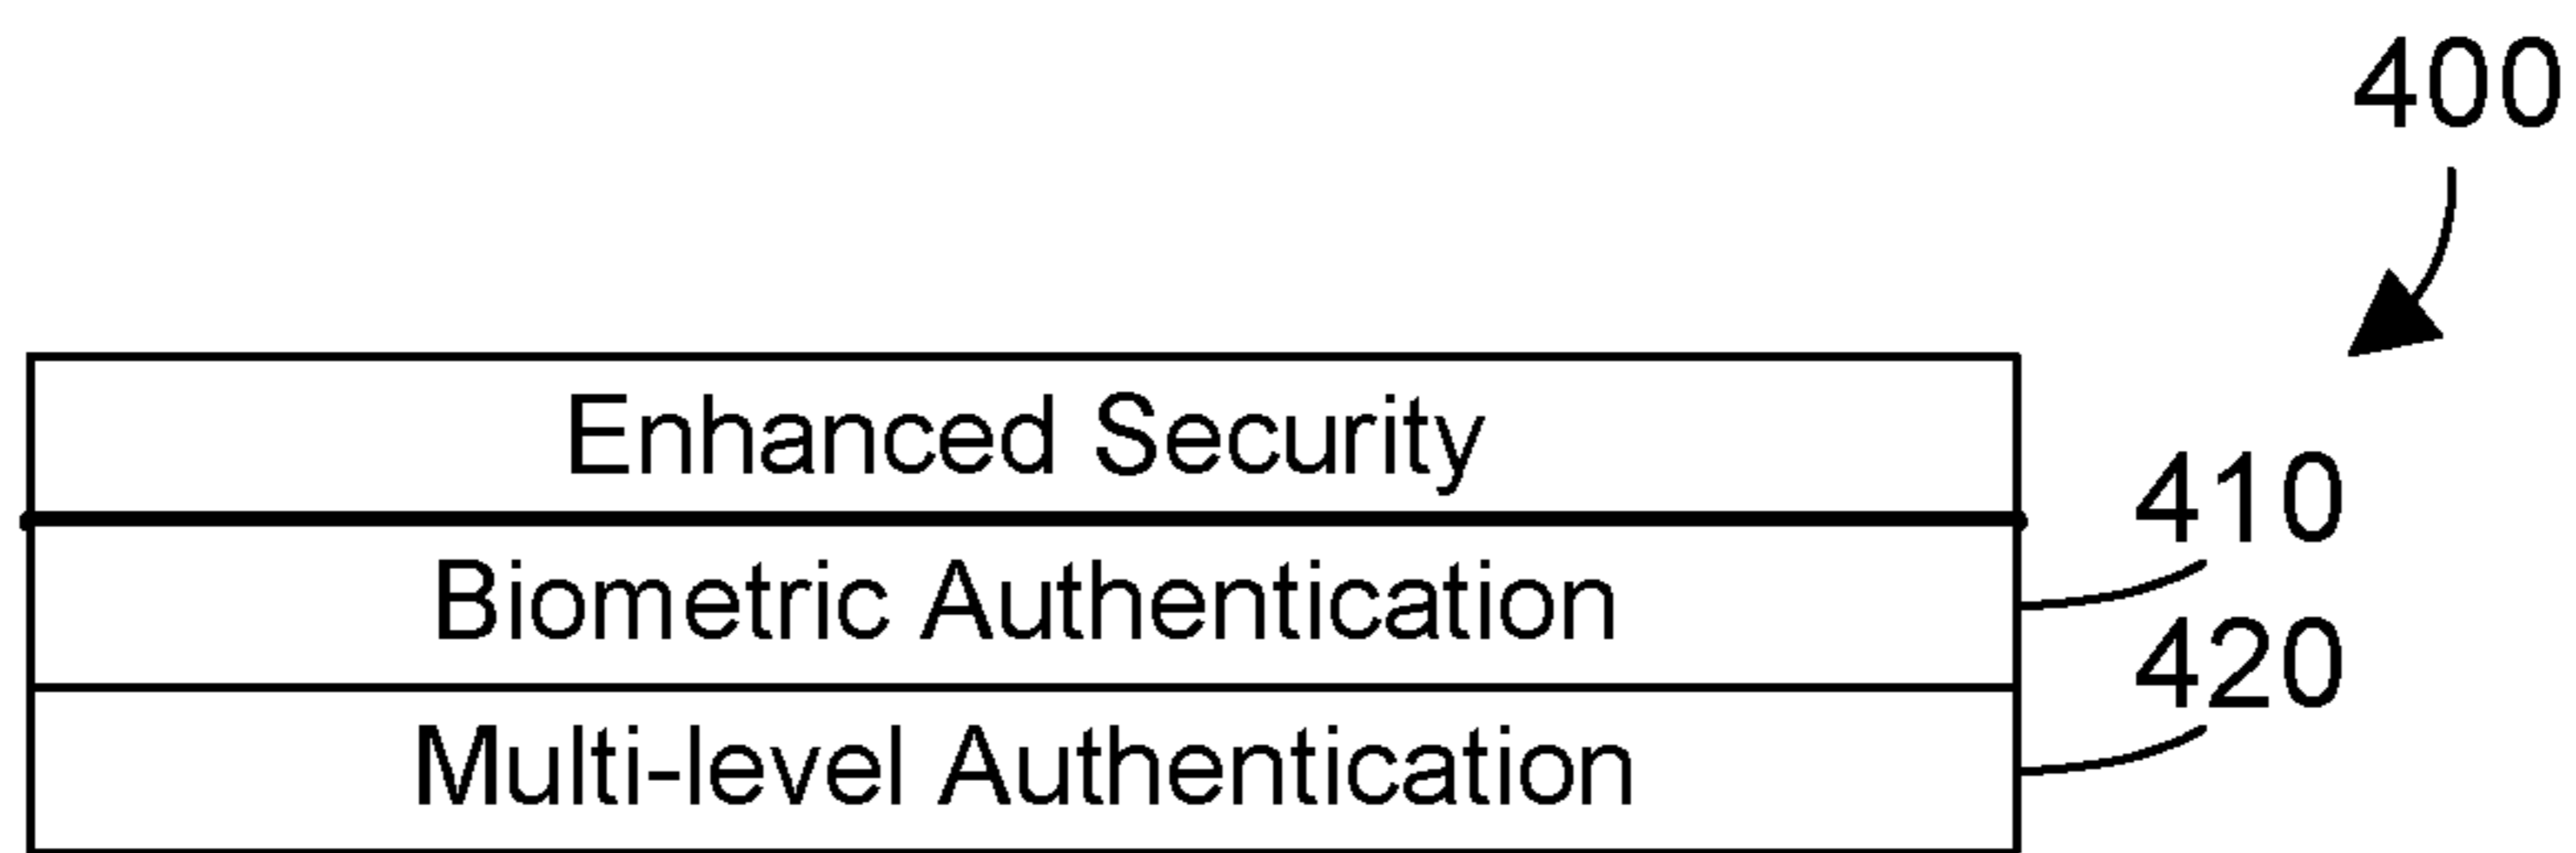 400
Enhanced Security
410
Biometric Authentication
420
Multi-level Authentication